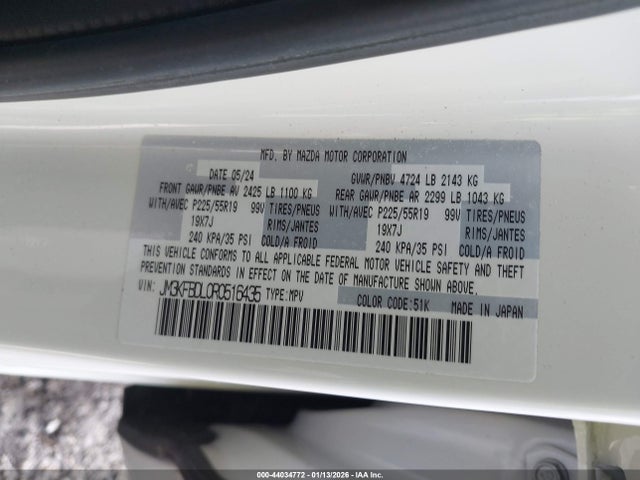 MFD. BY MAZDA MOTOR CORPORATION
DATE 05/24 GVWR/PNBV 4724 LB 2143 KG
FRONT GAWR/PNBE AV 2425 LB 1100 KG REAR GAWR/PNBE AR 2299 LB 1043 KG
WITH/AVEC P225/55R19 99V TIRES/PNEUS WITH/AVEC P225/55R19 99V TIRES/PNEUS
19X7J RIMS/JANTES 19X7J RIMS/JANTES
240 KPA/35 PSI COLD/A FROID 240 KPA/35 PSI COLD/A FROID
THIS VEHICLE CONFORMS TO ALL APPLICABLE FEDERAL MOTOR VEHICLE SAFETY AND THEFT
PREVENTION STANDARDS IN EFFECT ON THE DATE OF MANUFACTURE SHOWN ABOVE.
VIN: JM3KFBDL0R0516435 TYPE:MPV COLOR CODE:51K MADE IN JAPAN
000-44034772 - 01/13/2026 - IAA Inc.